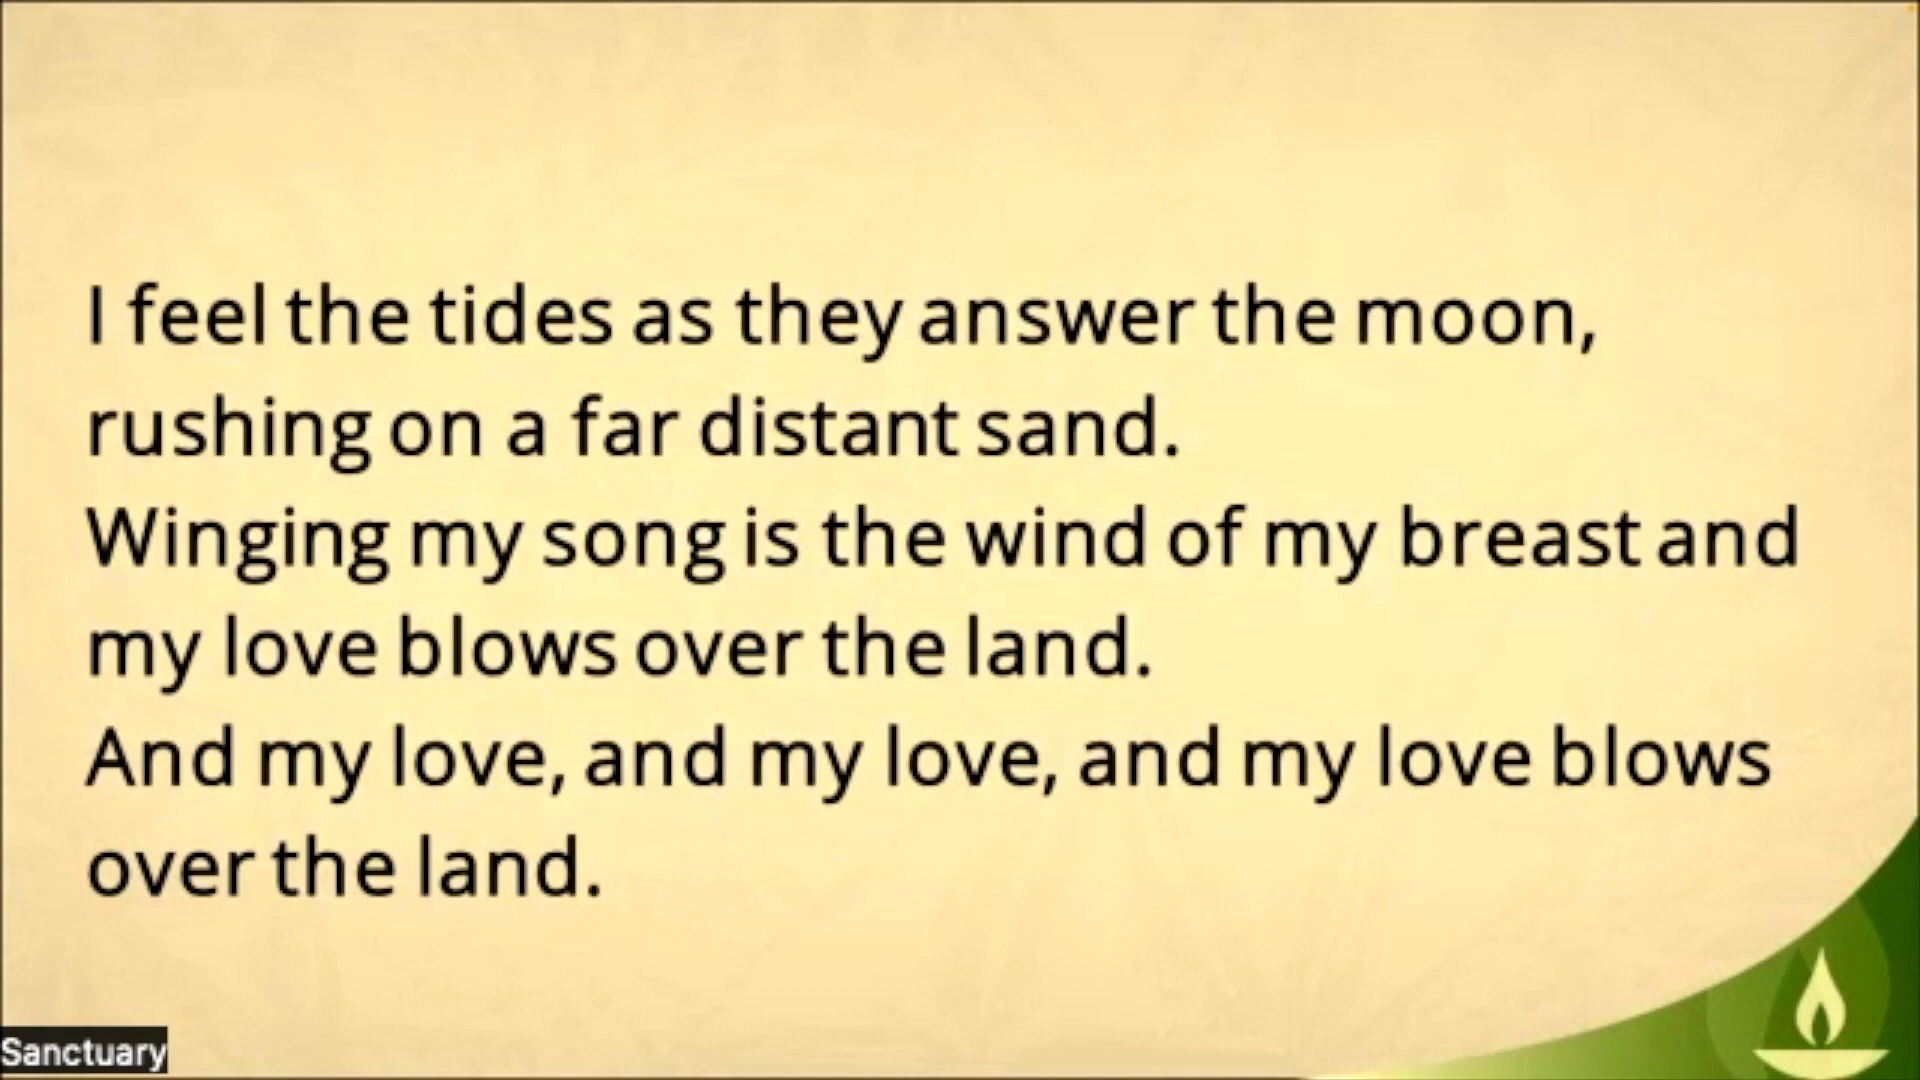 I feel the tides as they answer the moon,
rushing on a far distant sand.
Winging my song is the wind of my breast and
my love blows over the land.
And my love, and my love, and my love blows
over the land.
Sanctuary